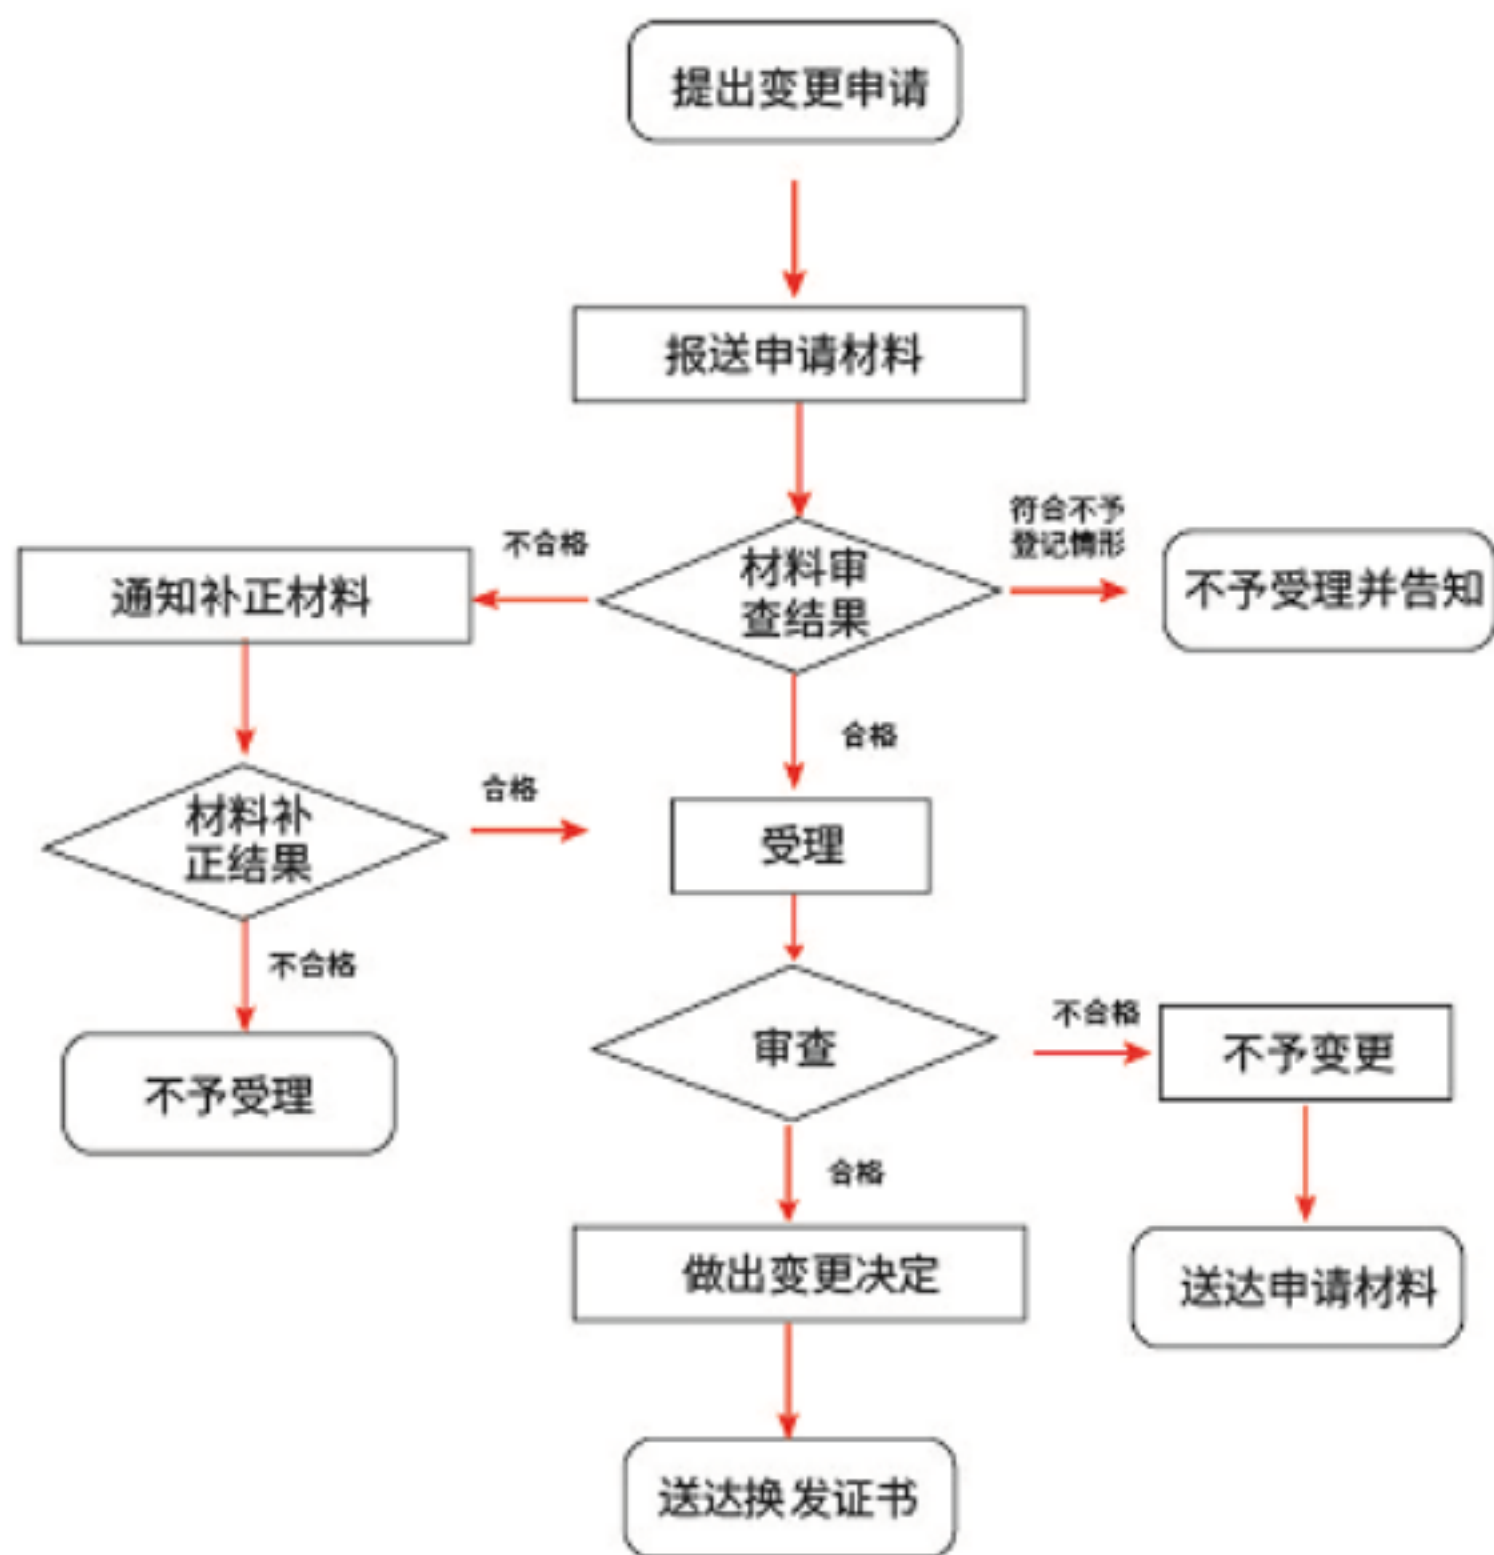 提出变更申请
报送申请材料
符合不予
登记情形
不合格
材料审
查结果
通知补正材料
不予受理并告知
合格
材料补
正结果
合格
受理
不合格
审查
不合格
不予变更
不予受理
合格
做出变更决定
送达申请材料
送达换发证书